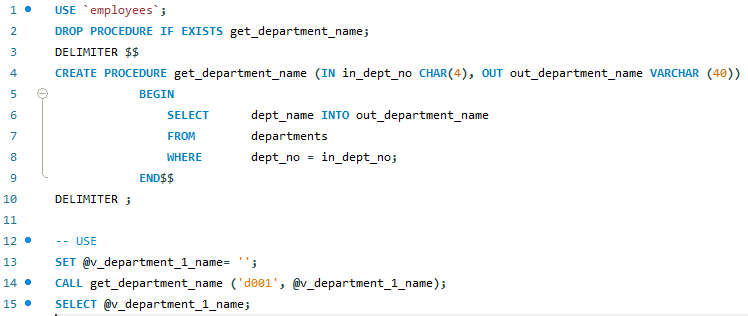 1 USE `employees`;
2 DROP PROCEDURE IF EXISTS get_department_name;
3 DELIMITER $$
4 CREATE PROCEDURE get_department_name (IN in_dept_no CHAR(4), OUT out_department_name VARCHAR (40))
5 BEGIN
6 SELECT dept_name INTO out_department_name
7 FROM departments
8 WHERE dept_no = in_dept_no;
9 END$$
10 DELIMITER ;
11
12 -- USE
13 SET @v_department_1_name= '';
14 CALL get_department_name ('d001', @v_department_1_name);
15 SELECT @v_department_1_name;